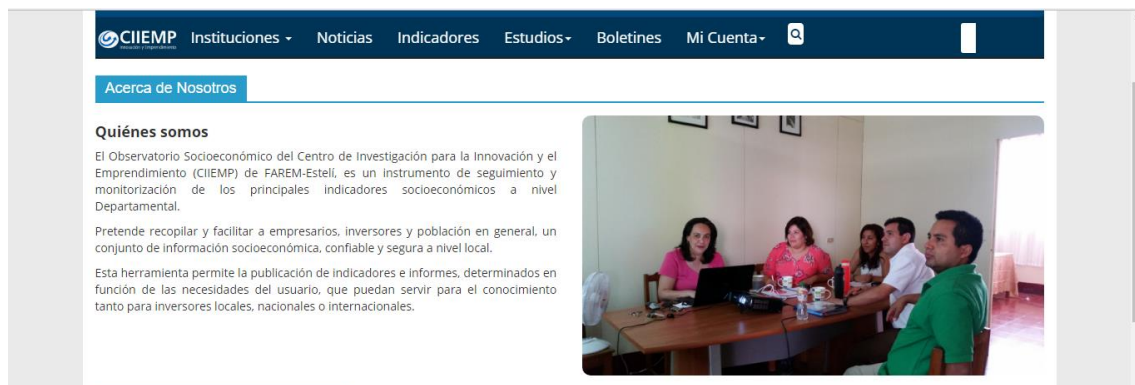 CIIEMP Instituciones Noticias Indicadores Estudios Boletines Mi Cuenta
Innovación y Emprendimiento
Acerca de Nosotros
Quiénes somos
El Observatorio Socioeconómico del Centro de Investigación para la Innovación y el
Emprendimiento (CIIEMP) de FAREM-Estelí, es un instrumento de seguimiento y
monitorización de los principales indicadores socioeconómicos a nivel
Departamental.
Pretende recopilar y facilitar a empresarios, inversores y población en general, un
conjunto de información socioeconómica, confiable y segura a nivel local.
Esta herramienta permite la publicación de indicadores e informes, determinados en
función de las necesidades del usuario, que puedan servir para el conocimiento
tanto para inversores locales, nacionales o internacionales.